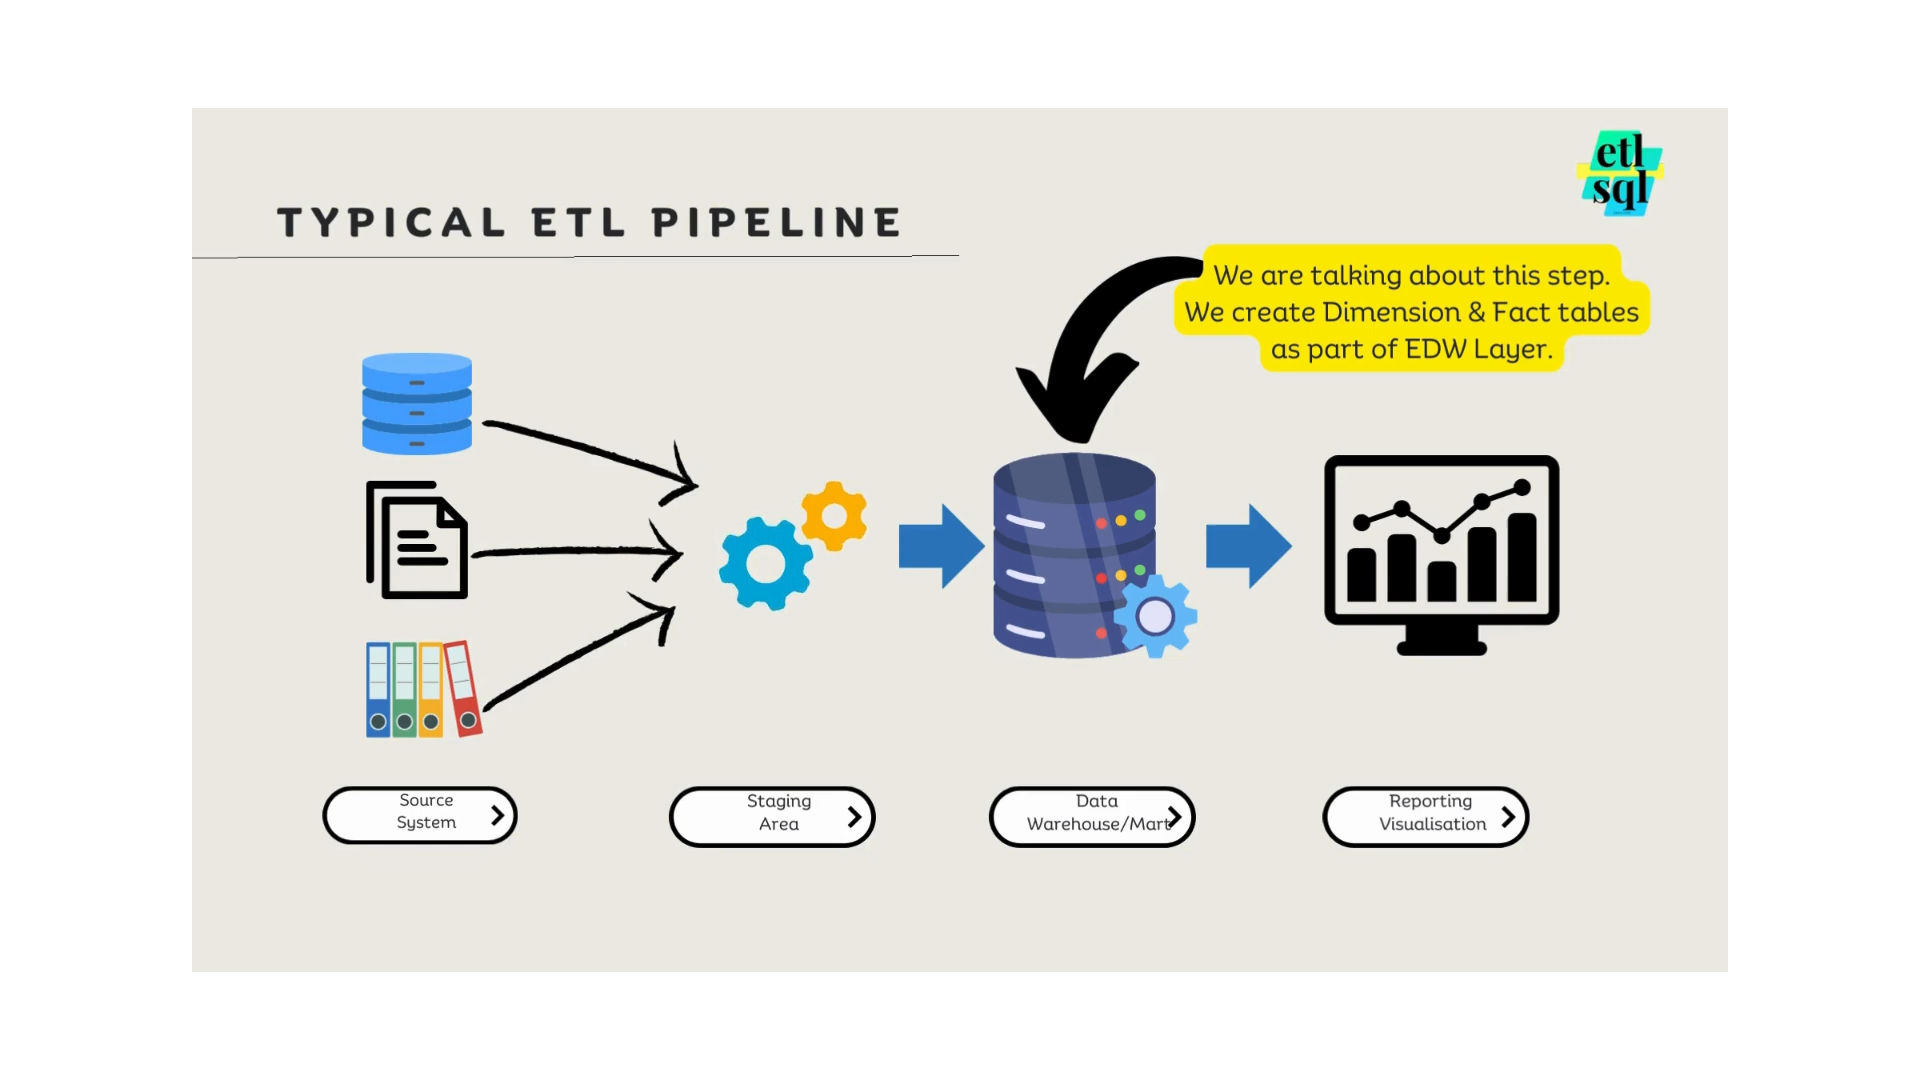 etl
sql
TYPICAL ETL PIPELINE
We are talking about this step.
We create Dimension & Fact tables
as part of EDW Layer.
Source
System
Staging
Area
Data
Warehouse/Mart
Reporting
Visualisation